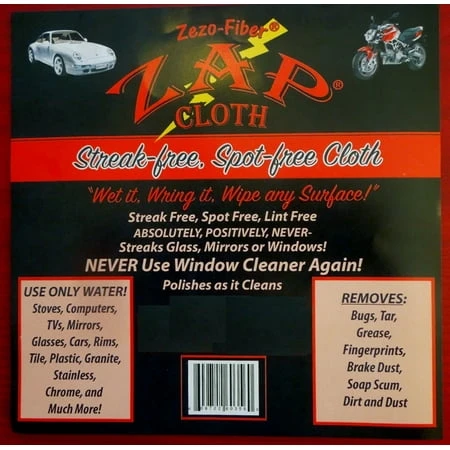 Zezo-Fiber®
ZAP®
CLOTH
Streak-free, Spot-free Cloth
"Wet it, Wring it, Wipe any Surface!"
Streak Free, Spot Free, Lint Free
ABSOLUTELY, POSITIVELY, NEVER-
Streaks Glass, Mirrors or Windows!
NEVER Use Window Cleaner Again!
Polishes as it Cleans
USE ONLY WATER!
Stoves, Computers,
TVs, Mirrors,
Glasses, Cars, Rims
Tile, Plastic, Granite,
Stainless,
Chrome, and
Much More!
REMOVES:
Bugs, Tar,
Grease,
Fingerprints,
Brake Dust,
Soap Scum,
Dirt and Dust